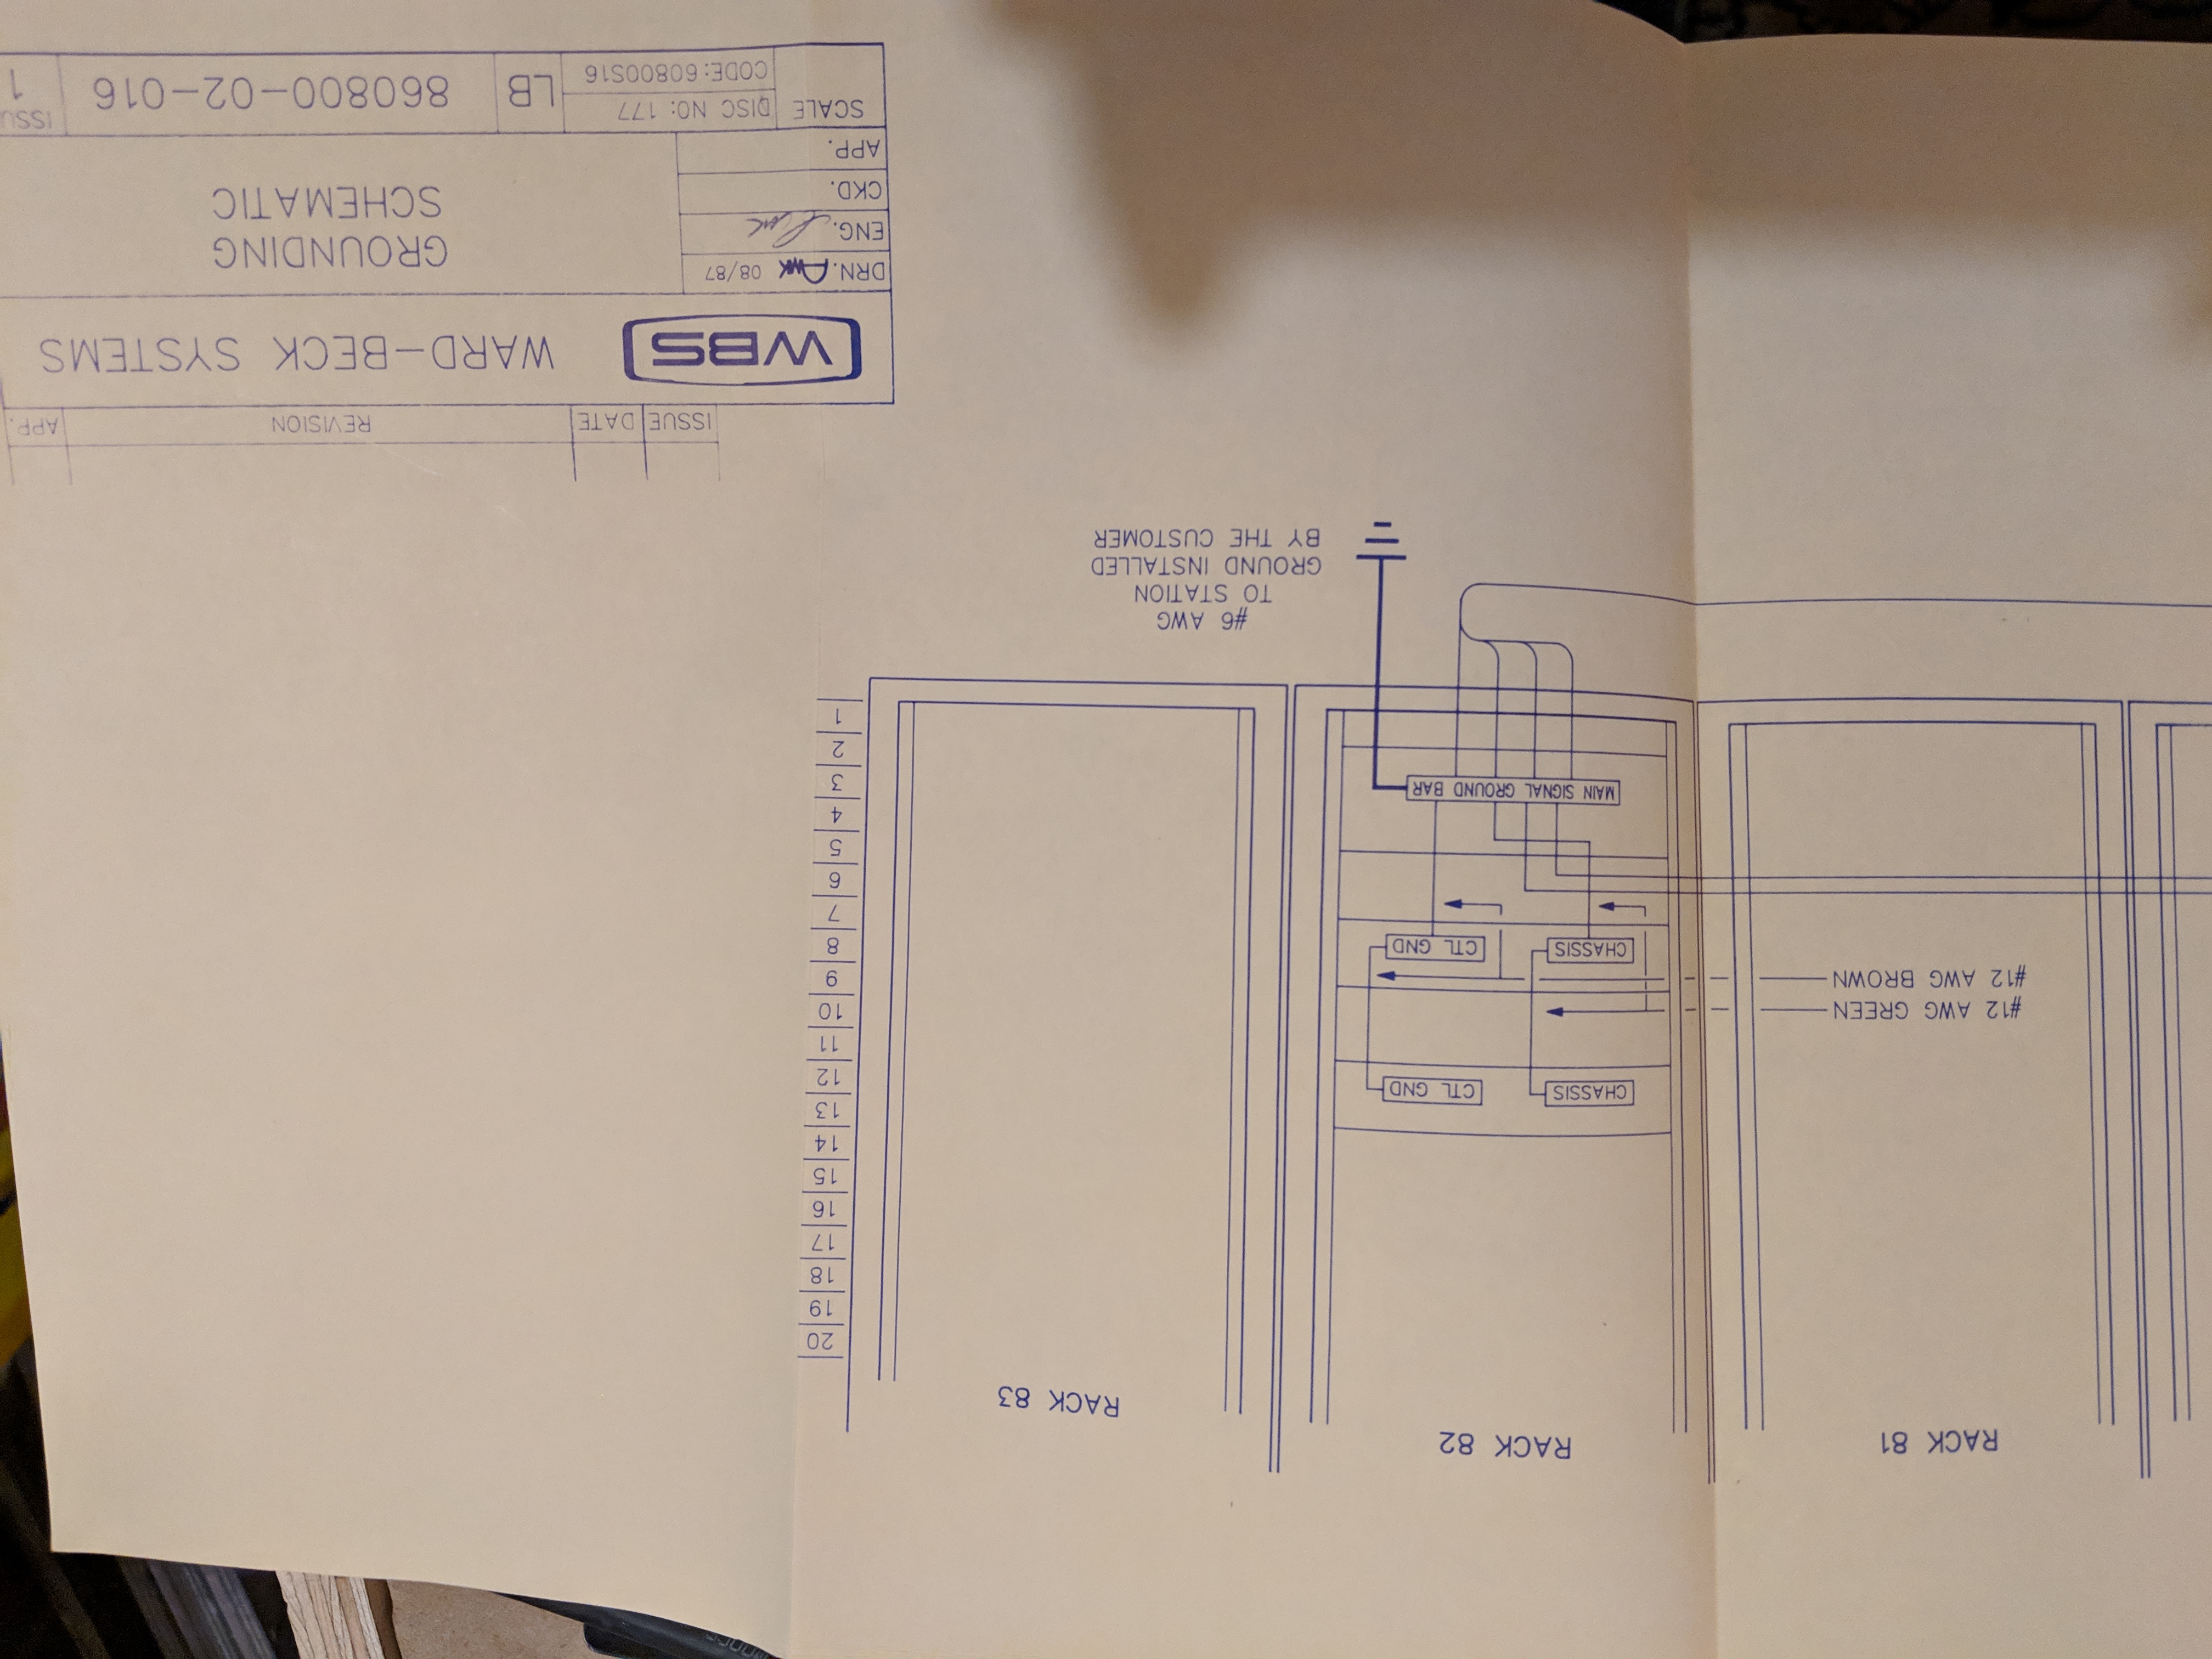 RACK 81
RACK 82
RACK 83
20
19
18
17
16
15
14
13
12
11
10
9
8
7
6
5
4
3
2
1
CHASSIS
CTL GND
#12 AWG GREEN
#12 AWG BROWN
CHASSIS
CTL GND
MAIN SIGNAL GROUND BAR
#6 AWG
TO STATION
GROUND INSTALLED
BY THE CUSTOMER
ISSUE
DATE
REVISION
APP.
WBS
WARD-BECK SYSTEMS
DRN. AWK 08/87
ENG.
CKD.
APP.
GROUNDING
SCHEMATIC
SCALE
DISC NO: 177
CODE: 60800S16
LB
860800-02-016
ISSU
1